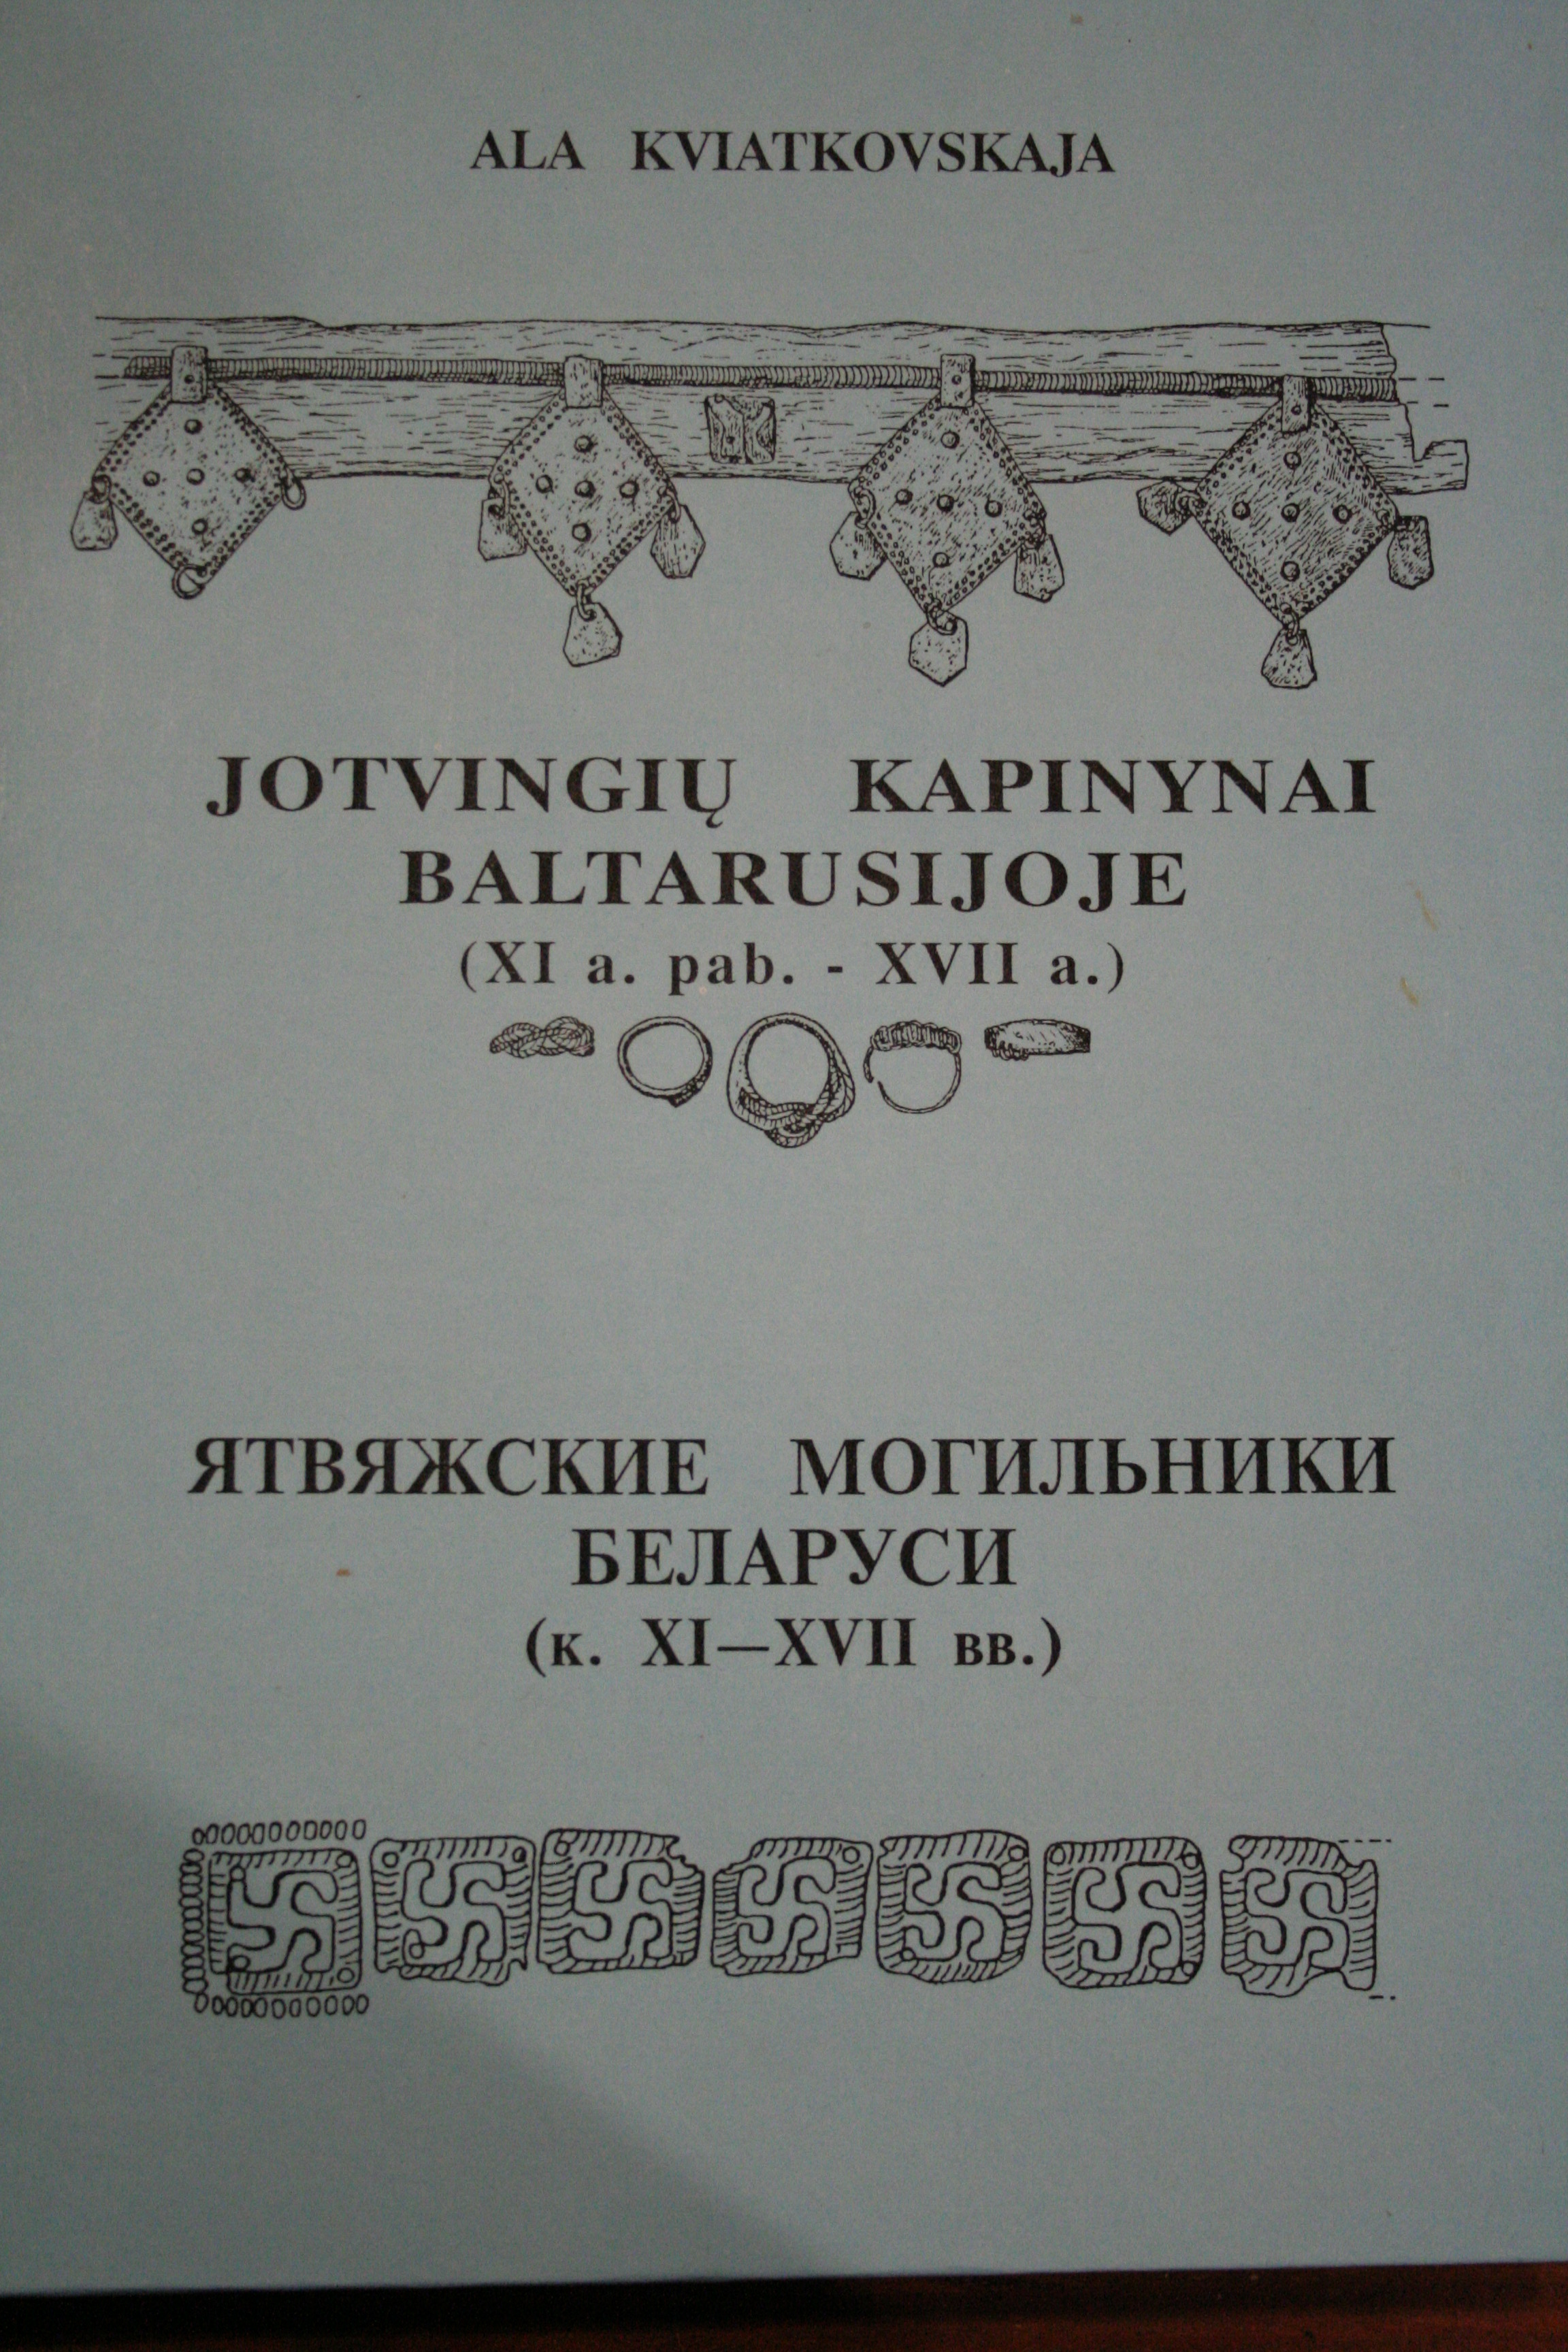 ALA KVIATKOVSKAJA
JOTVINGIŲ KAPINYNAI
BALTARUSIJOJE
(XI a. pab. - XVII a.)
ЯТВЯЖСКИЕ МОГИЛЬНИКИ
БЕЛАРУСИ
(к. XI—XVII вв.)